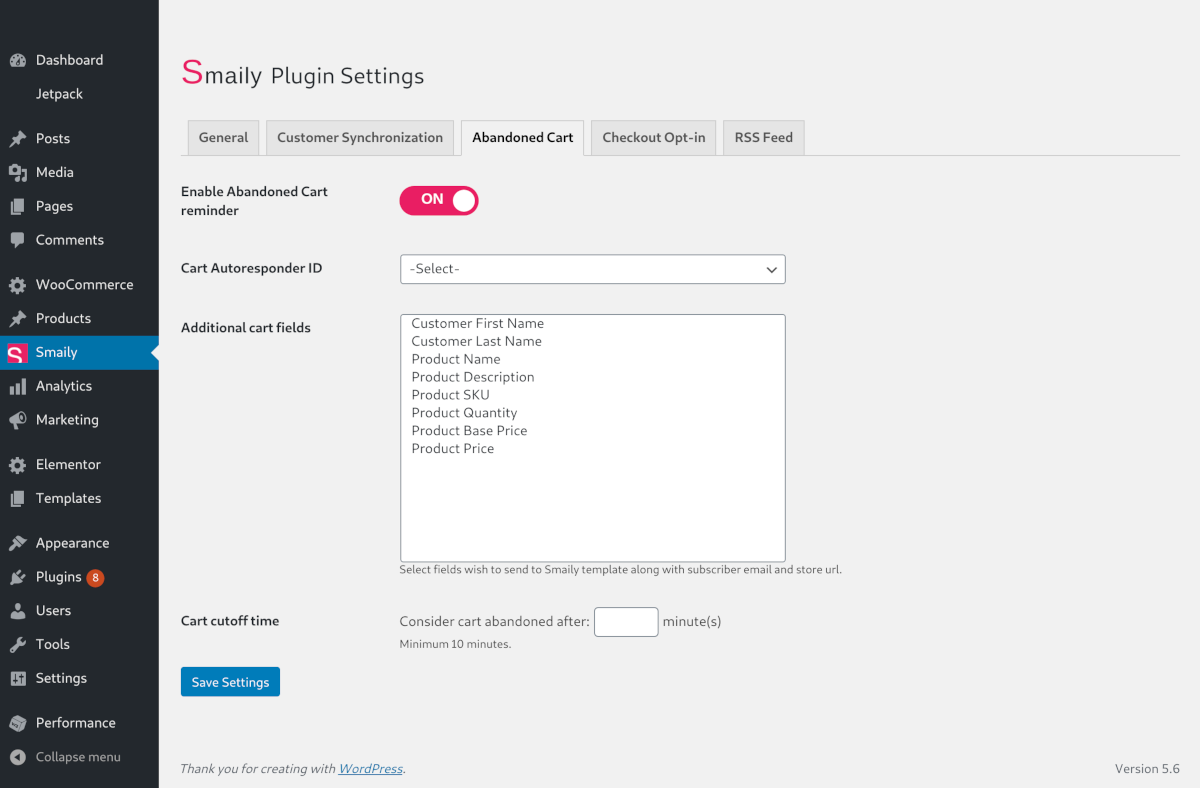 Dashboard
Jetpack
Posts
Media
Pages
Comments
WooCommerce
Products
Smaily
Analytics
Marketing
Elementor
Templates
Appearance
Plugins 8
Users
Tools
Settings
Performance
Collapse menu
Smaily Plugin Settings
General Customer Synchronization Abandoned Cart Checkout Opt-in RSS Feed
Enable Abandoned Cart
reminder
ON
Cart Autoresponder ID
-Select-
Additional cart fields
Customer First Name
Customer Last Name
Product Name
Product Description
Product SKU
Product Quantity
Product Base Price
Product Price
Select fields wish to send to Smaily template along with subscriber email and store url.
Cart cutoff time
Consider cart abandoned after: minute(s)
Minimum 10 minutes.
Save Settings
Thank you for creating with WordPress.
Version 5.6